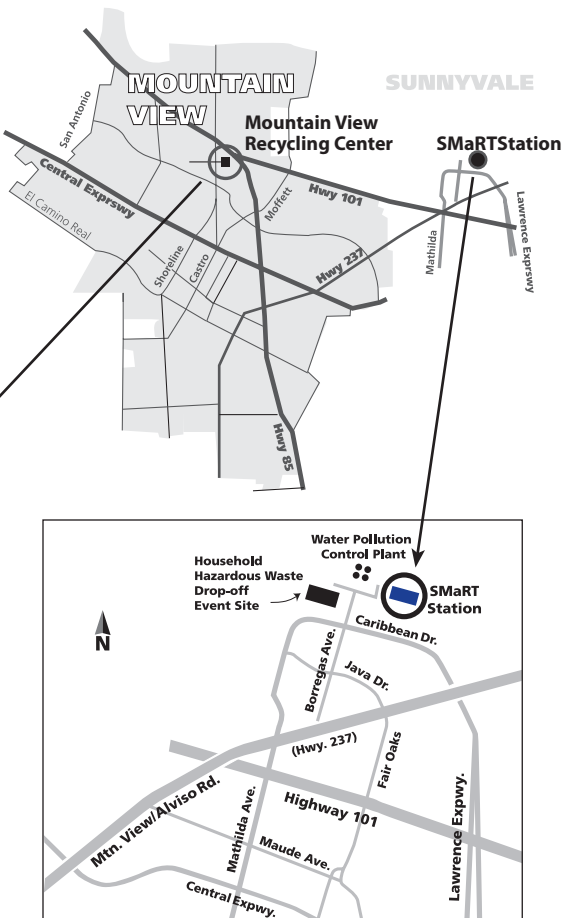 MOUNTAIN
VIEW
SUNNYVALE
Mountain View
Recycling Center
SMaRTStation
San Antonio
Central Exprswy
El Camino Real
Hwy 101
Moffett
Shoreline
Castro
Hwy 237
Mathilda
Lawrence Exprswy
Hwy 85
Water Pollution
Control Plant
Household
Hazardous Waste
Drop-off
Event Site
SMaRT
Station
N
Caribbean Dr.
Borregas Ave.
Java Dr.
(Hwy. 237)
Fair Oaks
Mtn. View/Alviso Rd.
Mathilda Ave.
Highway 101
Lawrence Expwy.
Maude Ave.
Central Expwy.